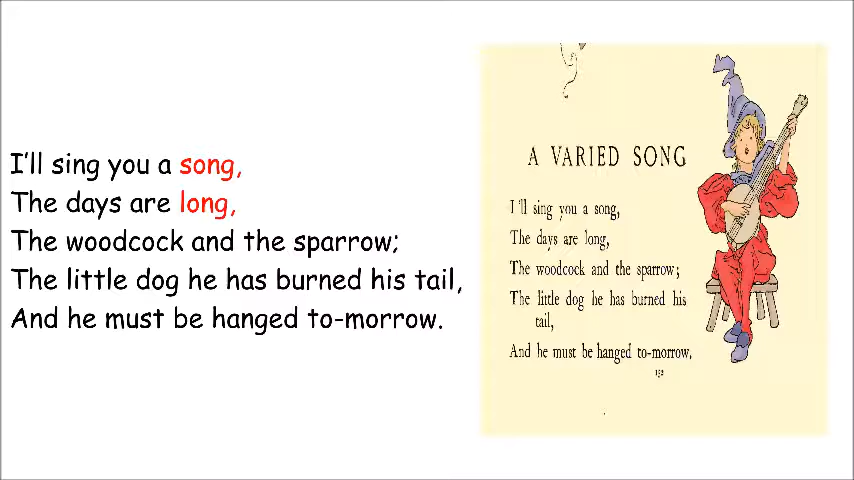 I'll sing you a song,
The days are long,
The woodcock and the sparrow;
The little dog he has burned his tail,
And he must be hanged to-morrow.
A VARIED SONG
I 'll sing you a song,
The days are long,
The woodcock and the sparrow;
The little dog he has burned his
tail,
And he must be hanged to-morrow.
152